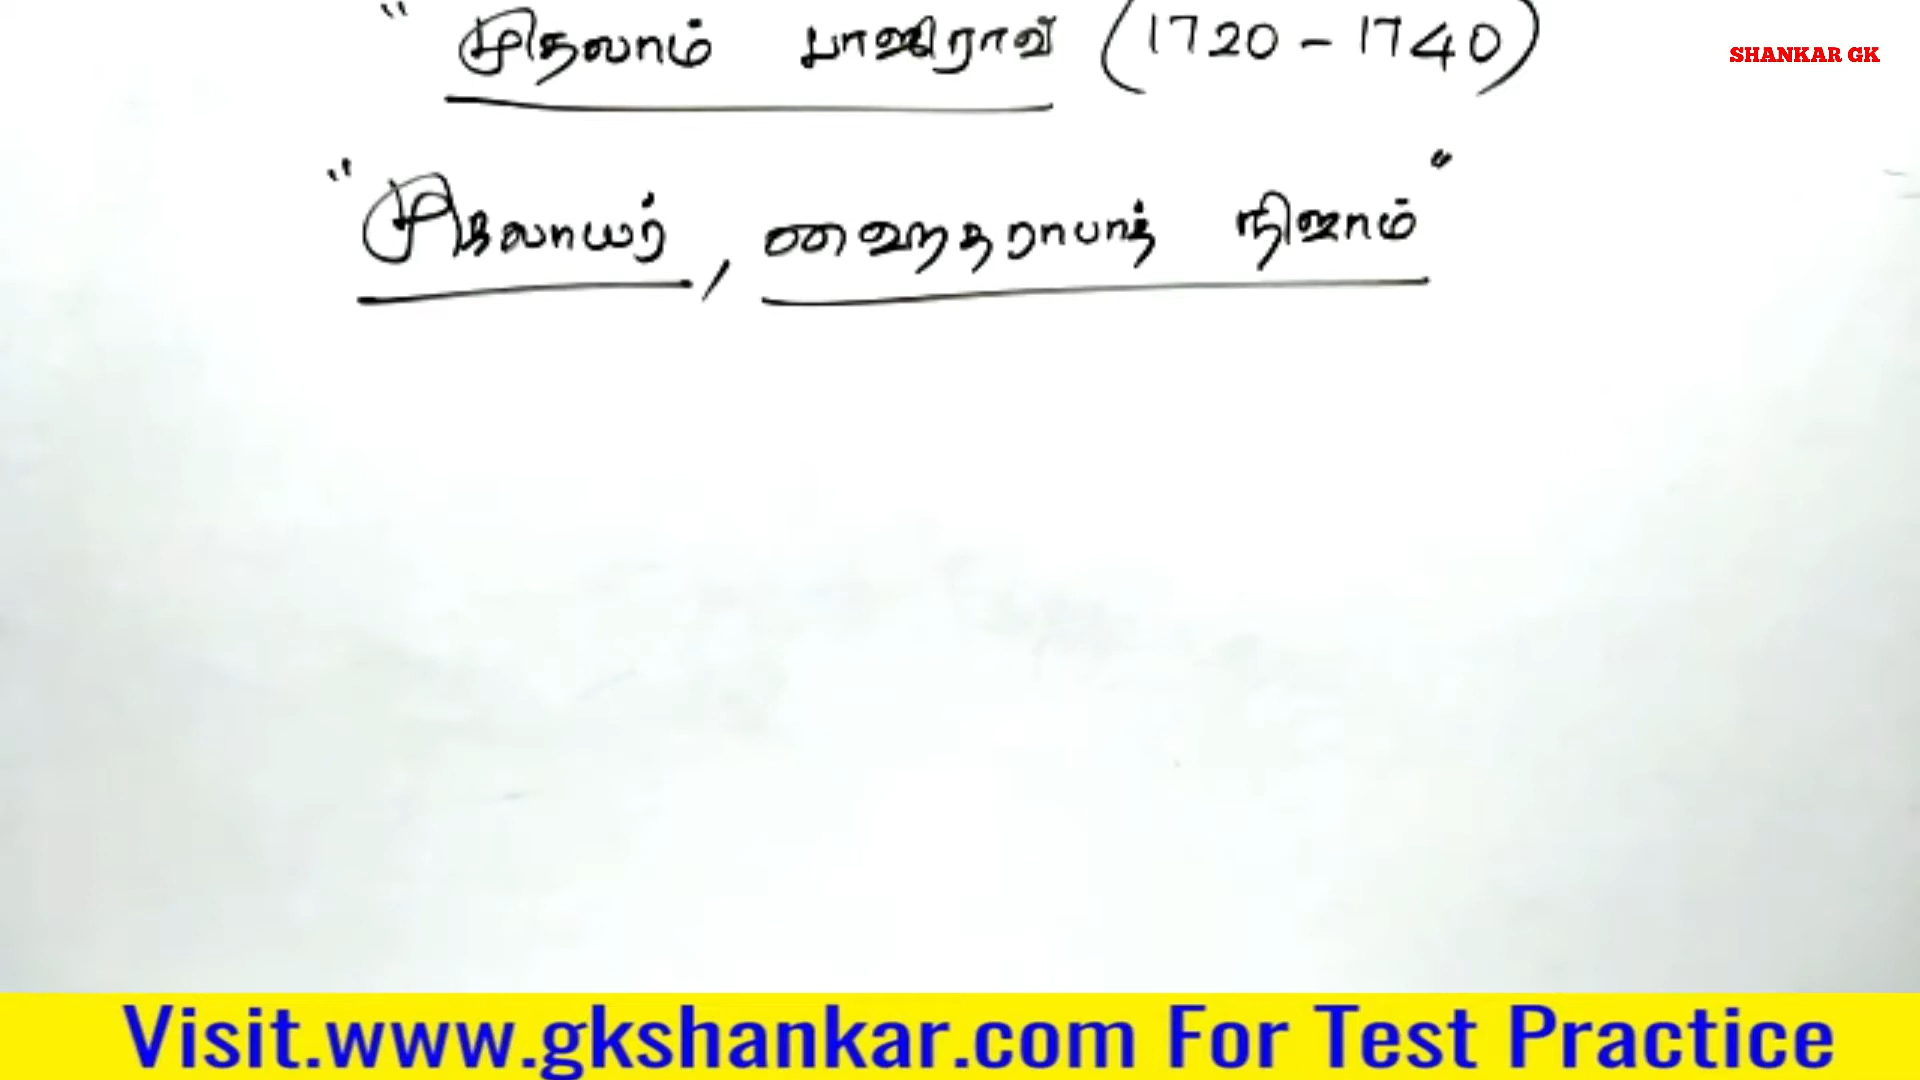 " முதலாம் பாஜிராவ் (1720 - 1740)
SHANKAR GK
" முகலாயர், ஹைதராபாத் நிஜாம் "
Visit.www.gkshankar.com For Test Practice